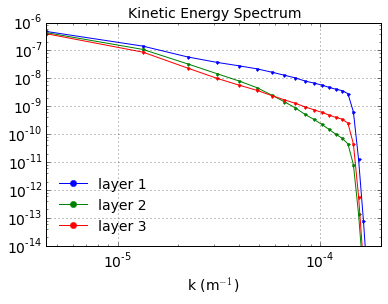 Kinetic Energy Spectrum
10⁻⁶
10⁻⁷
10⁻⁸
10⁻⁹
10⁻¹⁰
10⁻¹¹
10⁻¹²
10⁻¹³
10⁻¹⁴
layer 1
layer 2
layer 3
10⁻⁵ 10⁻⁴
k (m⁻¹)